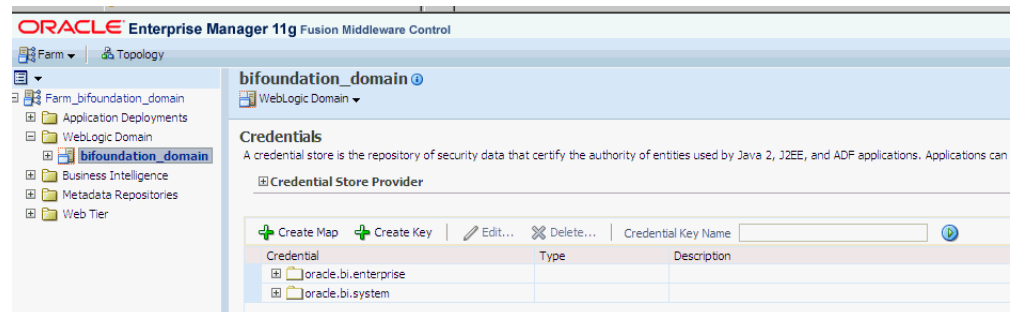 ORACLE Enterprise Manager 11g Fusion Middleware Control
Farm Topology
Farm_bifoundation_domain
Application Deployments
WebLogic Domain
bifoundation_domain
Business Intelligence
Metadata Repositories
Web Tier
bifoundation_domain
WebLogic Domain
Credentials
A credential store is the repository of security data that certify the authority of entities used by Java 2, J2EE, and ADF applications. Applications can
Credential Store Provider
Create Map Create Key Edit... Delete... Credential Key Name
Credential Type Description
oracle.bi.enterprise
oracle.bi.system